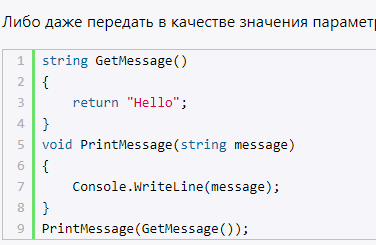 Либо даже передать в качестве значения
1 string GetMessage()
2 {
3     return "Hello";
4 }
5 void PrintMessage(string message)
6 {
7     Console.WriteLine(message);
8 }
9 PrintMessage(GetMessage());